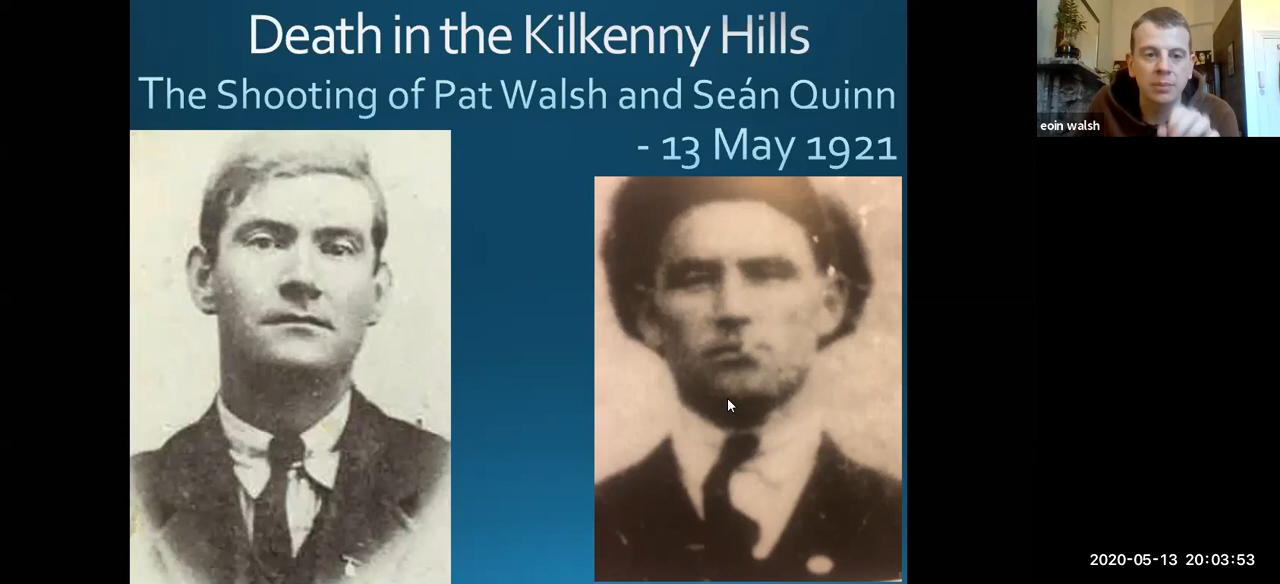 Death in the Kilkenny Hills
The Shooting of Pat Walsh and Seán Quinn
- 13 May 1921
eoin walsh
2020-05-13 20:03:53